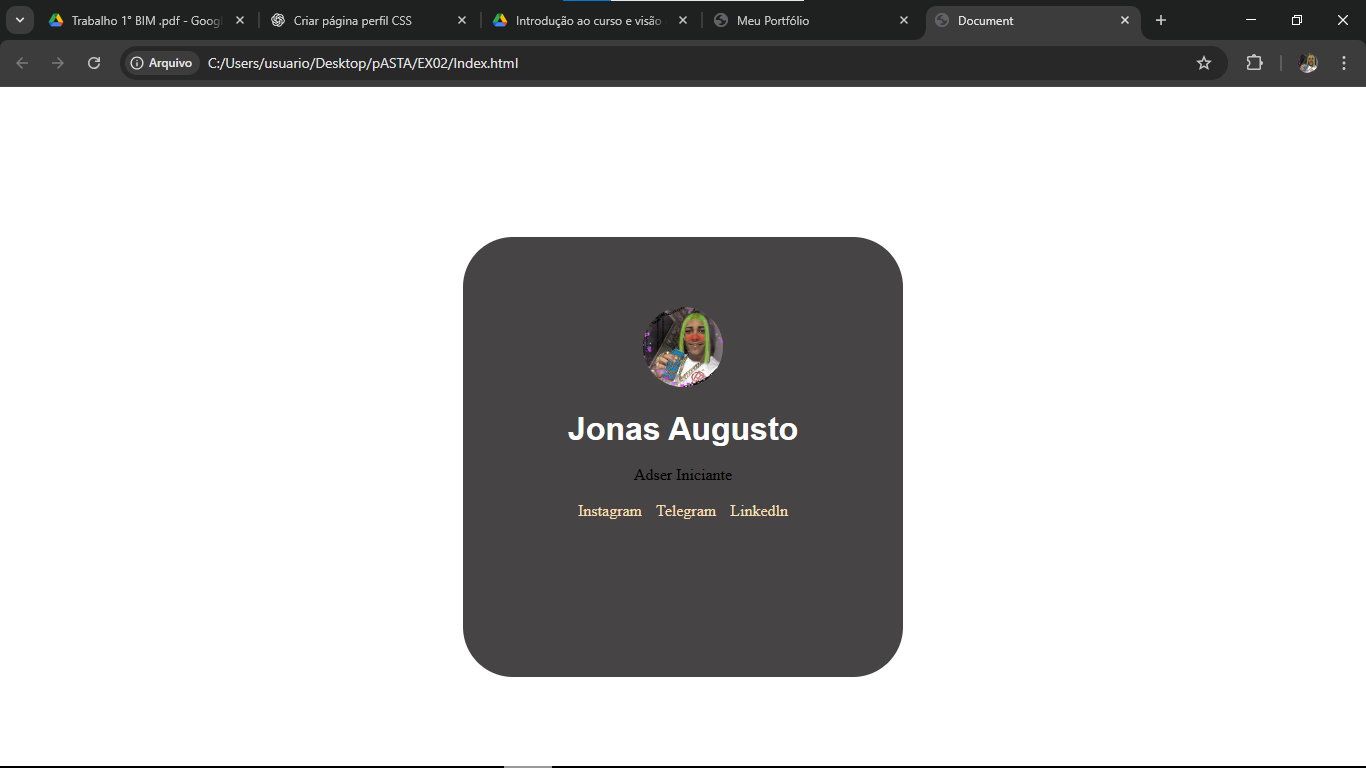 Trabalho 1° BIM .pdf - Goog
Criar página perfil CSS
Introdução ao curso e visão
Meu Portfólio
Document
Arquivo
C:/Users/usuario/Desktop/pASTA/EX02/Index.html
Jonas Augusto
Adser Iniciante
Instagram Telegram Linkedln